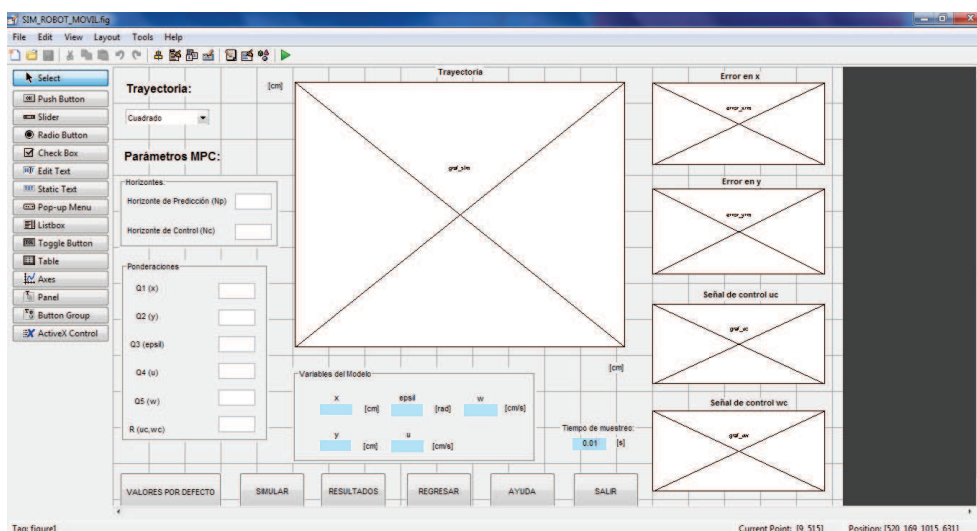 SIM_ROBOT_MOVIL.fig
File Edit View Layout Tools Help
Select
Push Button
Slider
Radio Button
Check Box
Edit Text
Static Text
Pop-up Menu
Listbox
Toggle Button
Table
Axes
Panel
Button Group
ActiveX Control
Trayectoria:
Cuadrado
Parámetros MPC:
Horizontes:
Horizonte de Predicción (Np)
Horizonte de Control (Nc)
Ponderaciones
Q1 (x)
Q2 (y)
Q3 (epsil)
Q4 (u)
Q5 (w)
R (uc,wc)
[cm]
Trayectoria
graf_sim
[cm]
Variables del Modelo
x [cm] epsil [rad] w [cm/s]
y [cm] u [cm/s]
Tiempo de muestreo:
0.01 [s]
Error en x
error_xm
Error en y
error_ym
Señal de control uc
graf_uc
Señal de control wc
VALORES POR DEFECTO SIMULAR RESULTADOS REGRESAR AYUDA SALIR
Tag: figure1 Current Point: [9, 515] Position: [520, 169, 1015, 631]